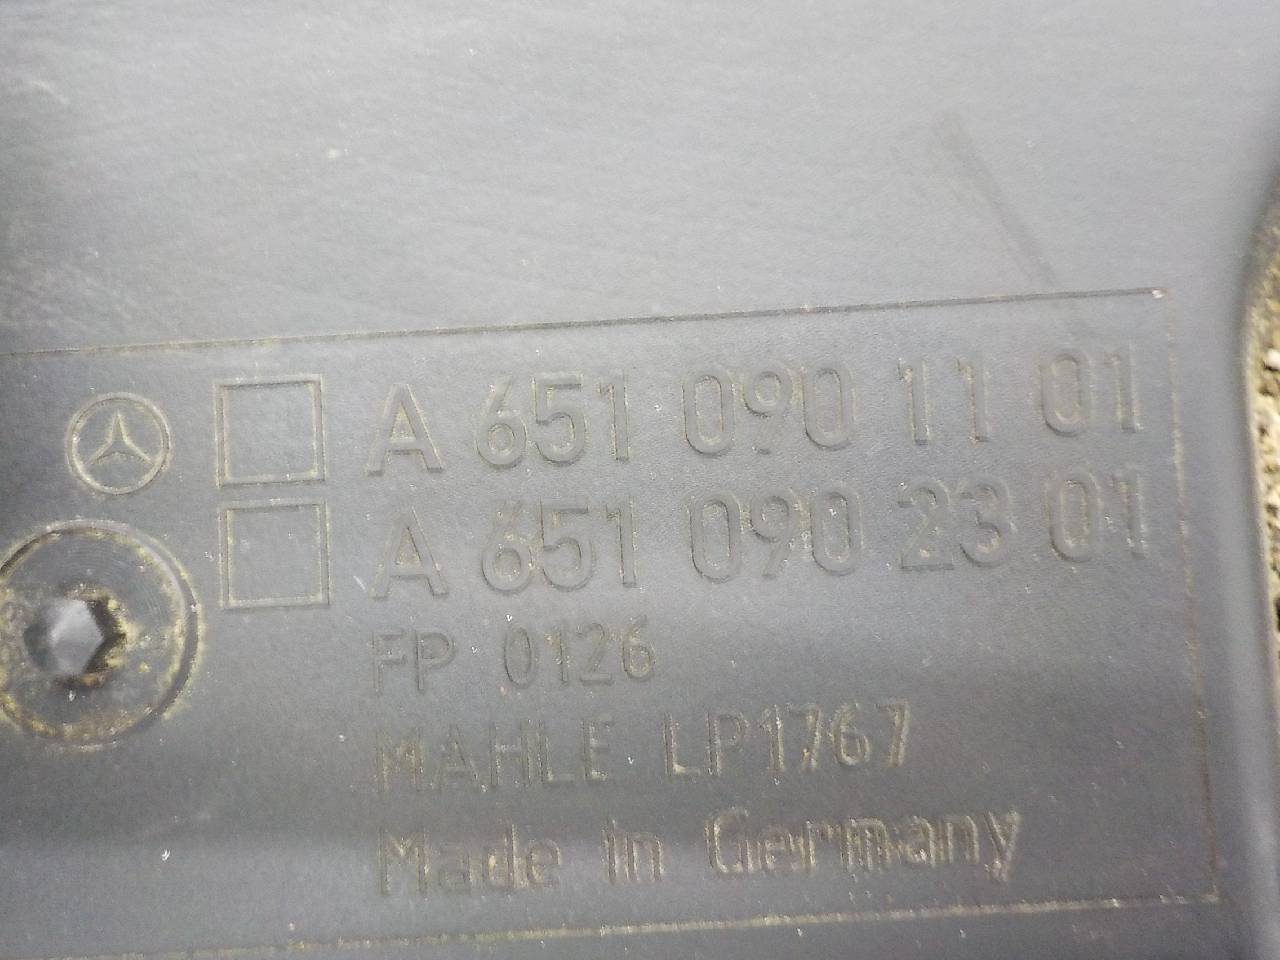 A 651 090 11 01
A 651 090 23 01
FP 0126
MAHLE LP1767
Made in Germany